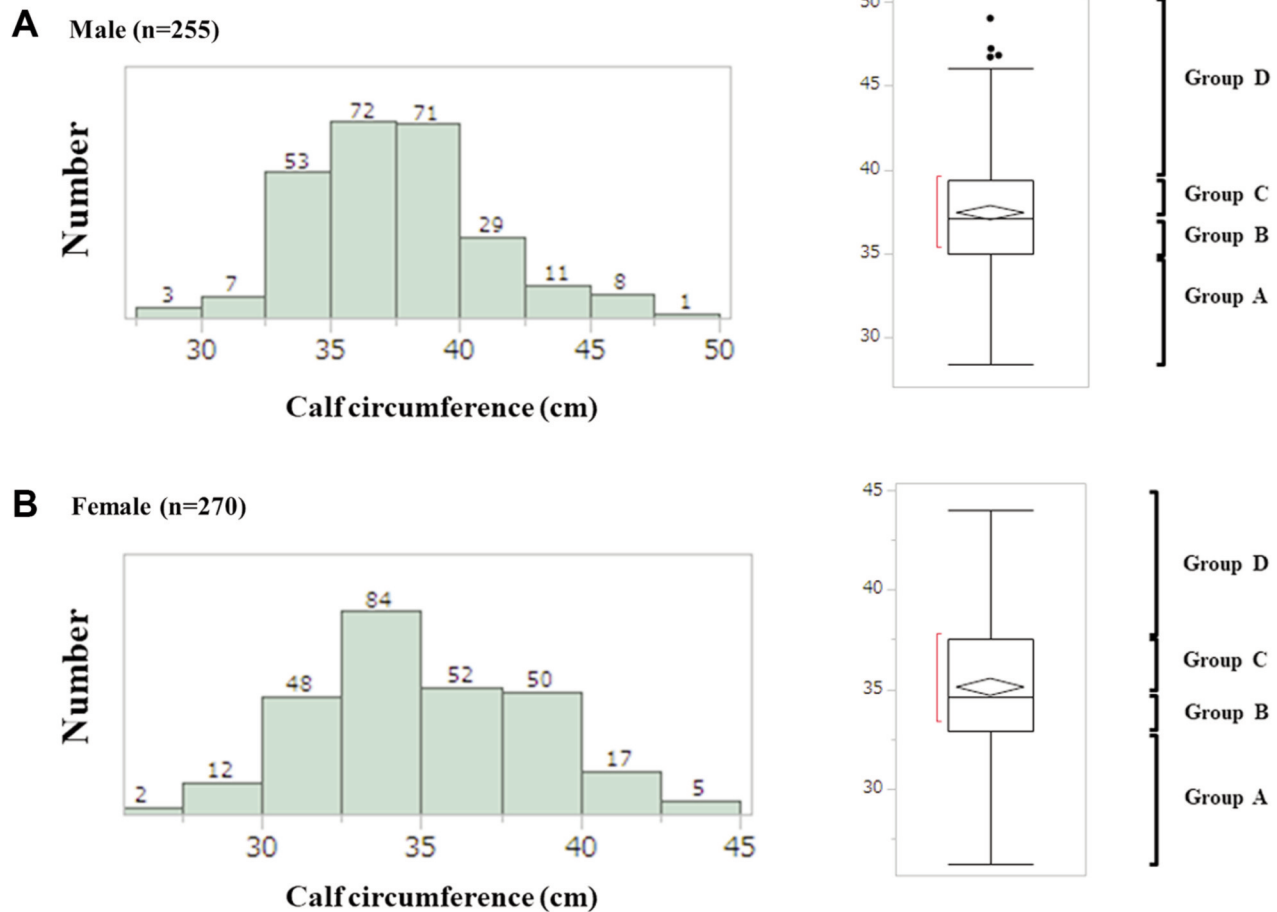 A Male (n=255)
Number
3 7 53 72 71 29 11 8 1
30 35 40 45 50
Calf circumference (cm)
50
45
40
35
30
Group D
Group C
Group B
Group A
B Female (n=270)
Number
2 12 48 84 52 50 17 5
30 35 40 45
Calf circumference (cm)
45
40
35
30
Group D
Group C
Group B
Group A